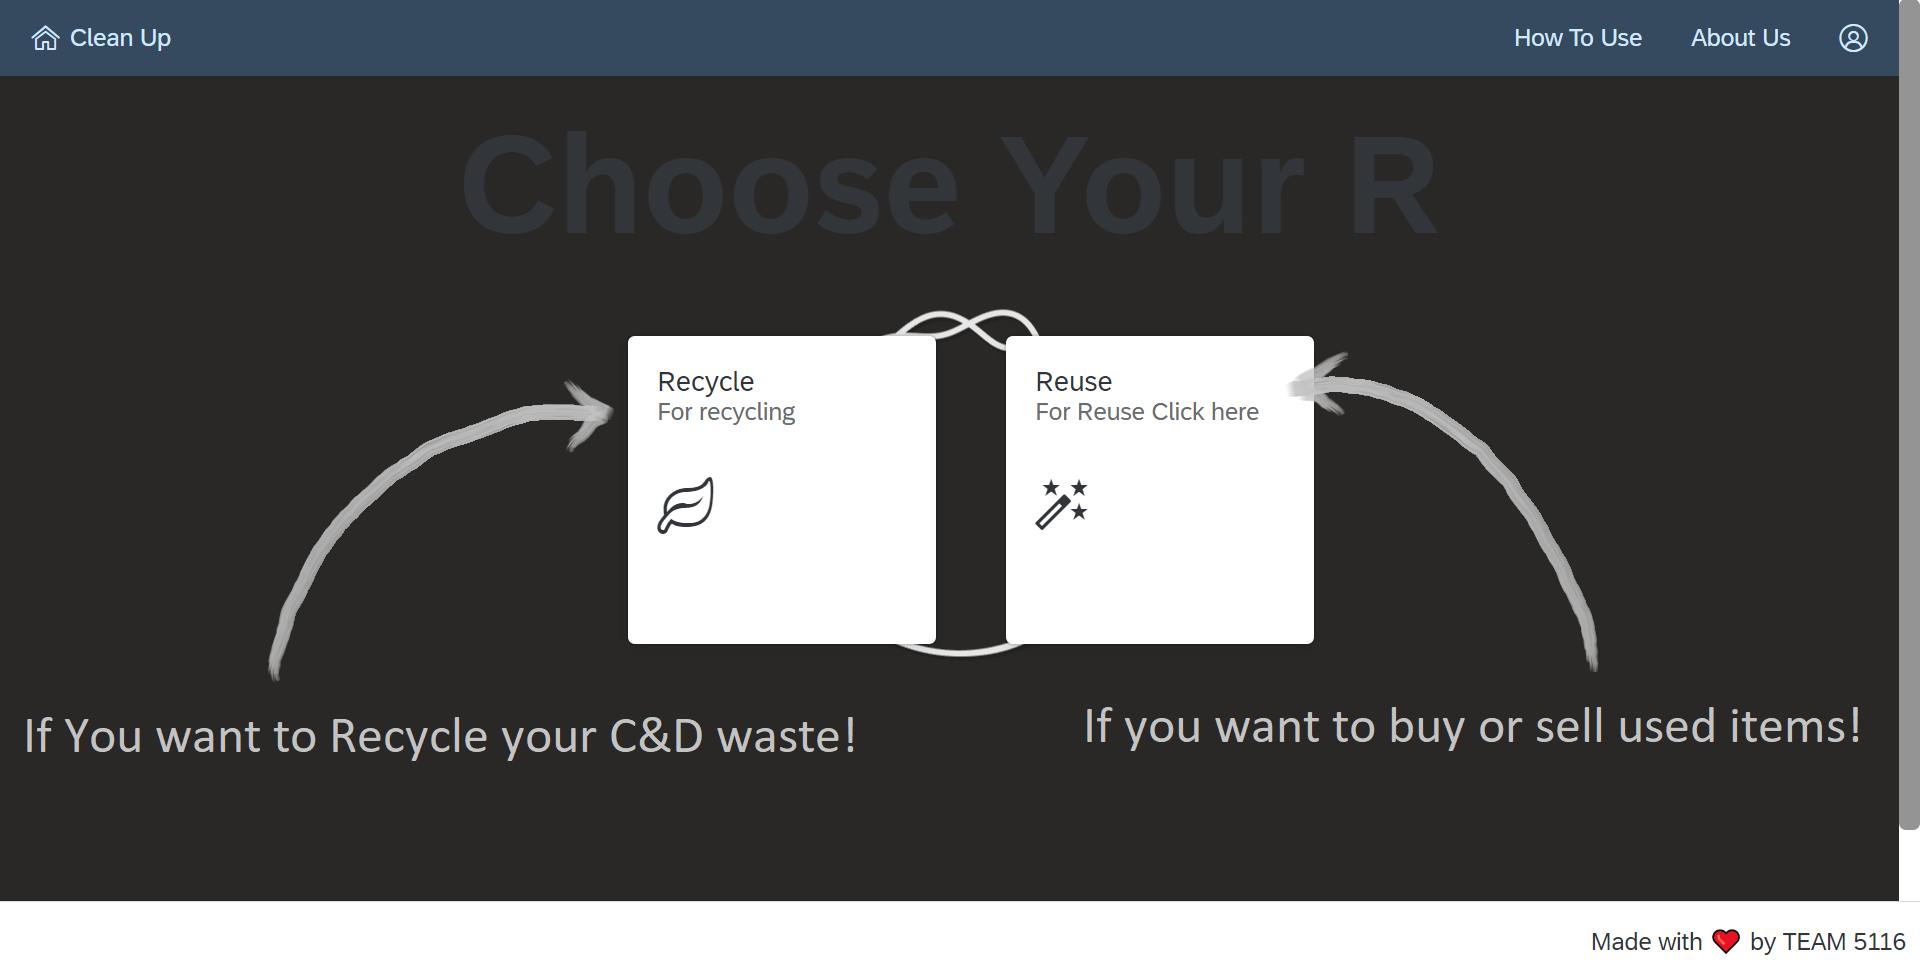 Clean Up
How To Use
About Us
Choose Your R
Recycle
For recycling
Reuse
For Reuse Click here
If You want to Recycle your C&D waste!
If you want to buy or sell used items!
Made with ❤ by TEAM 5116